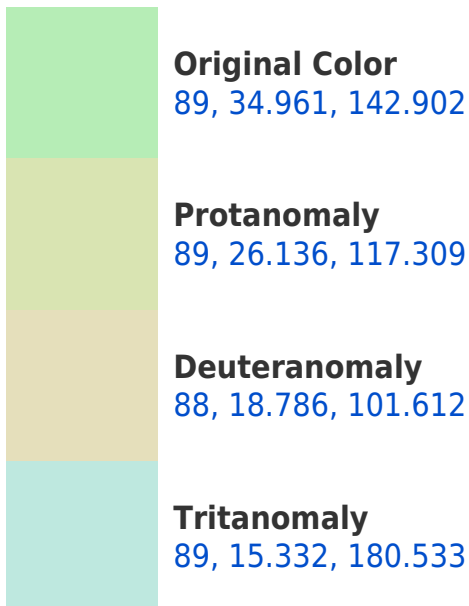 Original Color
89, 34.961, 142.902
Protanomaly
89, 26.136, 117.309
Deuteranomaly
88, 18.786, 101.612
Tritanomaly
89, 15.332, 180.533